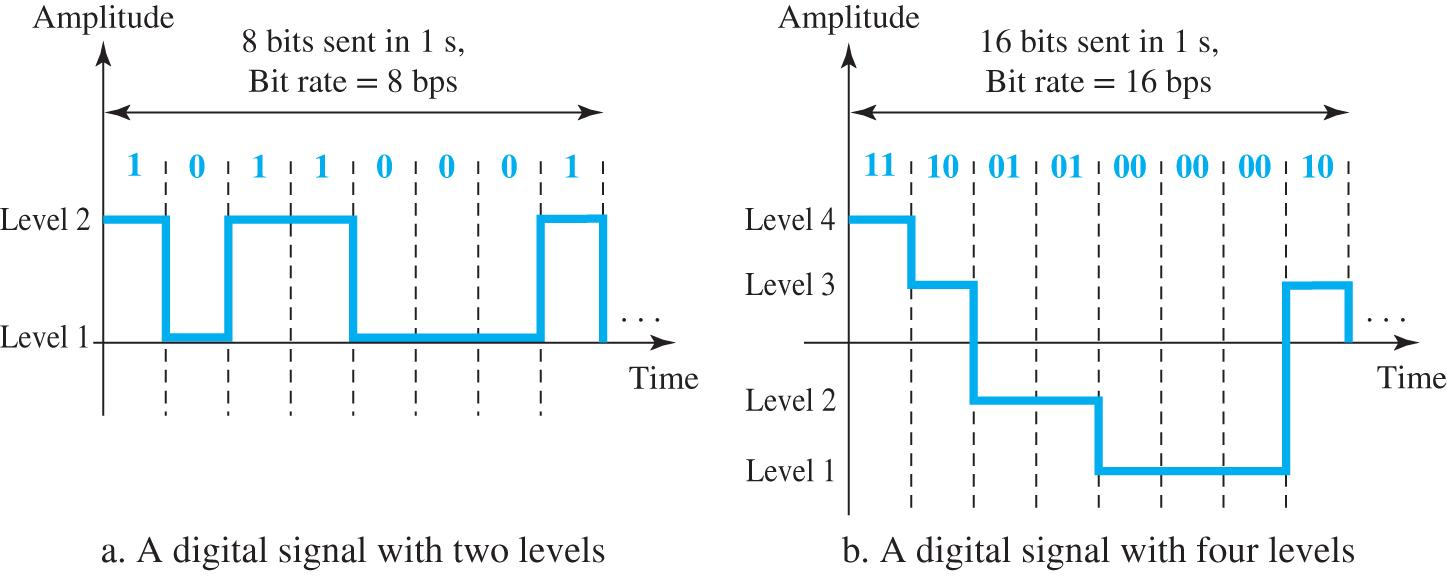 Amplitude
8 bits sent in 1 s,
Bit rate = 8 bps
1 0 1 1 0 0 0 1
Level 2
Level 1
. . .
Time
a. A digital signal with two levels
Amplitude
16 bits sent in 1 s,
Bit rate = 16 bps
11 10 01 01 00 00 00 10
Level 4
Level 3
. . .
Time
Level 2
Level 1
b. A digital signal with four levels